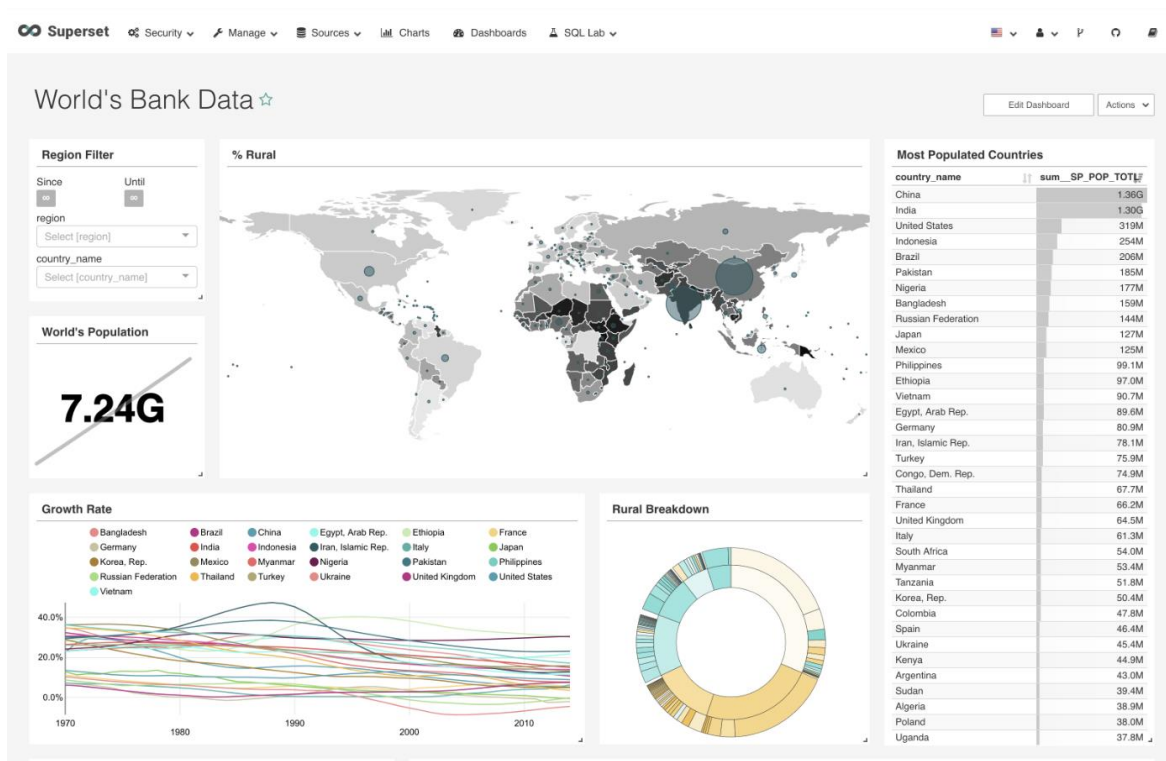 Superset Security Manage Sources Charts Dashboards SQL Lab
World's Bank Data
Edit Dashboard Actions
Region Filter
Since Until
∞ ∞
region
Select [region]
country_name
Select [country_name]
World's Population
7.24G
% Rural
Most Populated Countries
country_name sum__SP_POP_TOTL
China 1.36G
India 1.30G
United States 319M
Indonesia 254M
Brazil 206M
Pakistan 185M
Nigeria 177M
Bangladesh 159M
Russian Federation 144M
Japan 127M
Mexico 125M
Philippines 99.1M
Ethiopia 97.0M
Vietnam 90.7M
Egypt, Arab Rep. 89.6M
Germany 80.9M
Iran, Islamic Rep. 78.1M
Turkey 75.9M
Congo, Dem. Rep. 74.9M
Thailand 67.7M
France 66.2M
United Kingdom 64.5M
Italy 61.3M
South Africa 54.0M
Myanmar 53.4M
Tanzania 51.8M
Korea, Rep. 50.4M
Colombia 47.8M
Spain 46.4M
Ukraine 45.4M
Kenya 44.9M
Argentina 43.0M
Sudan 39.4M
Algeria 38.9M
Poland 38.0M
Uganda 37.8M
Growth Rate
Bangladesh Brazil China Egypt, Arab Rep. Ethiopia France
Germany India Indonesia Iran, Islamic Rep. Italy Japan
Korea, Rep. Mexico Myanmar Nigeria Pakistan Philippines
Russian Federation Thailand Turkey Ukraine United Kingdom United States
Vietnam
40.0%
20.0%
0.0%
1970 1980 1990 2000 2010
Rural Breakdown